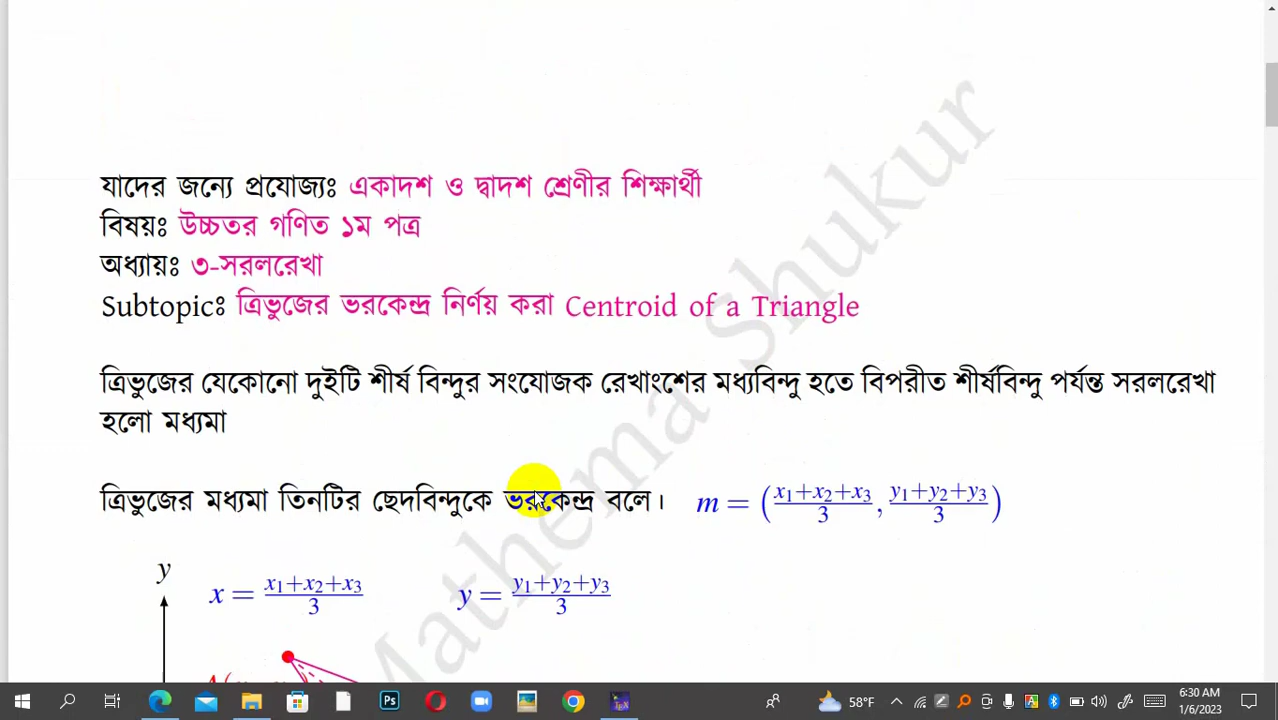 যাদের জন্যে প্রযোজ্যঃ একাদশ ও দ্বাদশ শ্রেণীর শিক্ষার্থী
বিষয়ঃ উচ্চতর গণিত ১ম পত্র
অধ্যায়ঃ ৩-সরলরেখা
Subtopicঃ ত্রিভুজের ভরকেন্দ্র নির্ণয় করা Centroid of a Triangle
ত্রিভুজের যেকোনো দুইটি শীর্ষ বিন্দুর সংযোজক রেখাংশের মধ্যবিন্দু হতে বিপরীত শীর্ষবিন্দু পর্যন্ত সরলরেখা
হলো মধ্যমা
ত্রিভুজের মধ্যমা তিনটির ছেদবিন্দুকে ভরকেন্দ্র বলে। m = (x₁+x₂+x₃/3, y₁+y₂+y₃/3)
y
x = x₁+x₂+x₃/3 y = y₁+y₂+y₃/3
Mathema Shukur
58°F
6:30 AM
1/6/2023